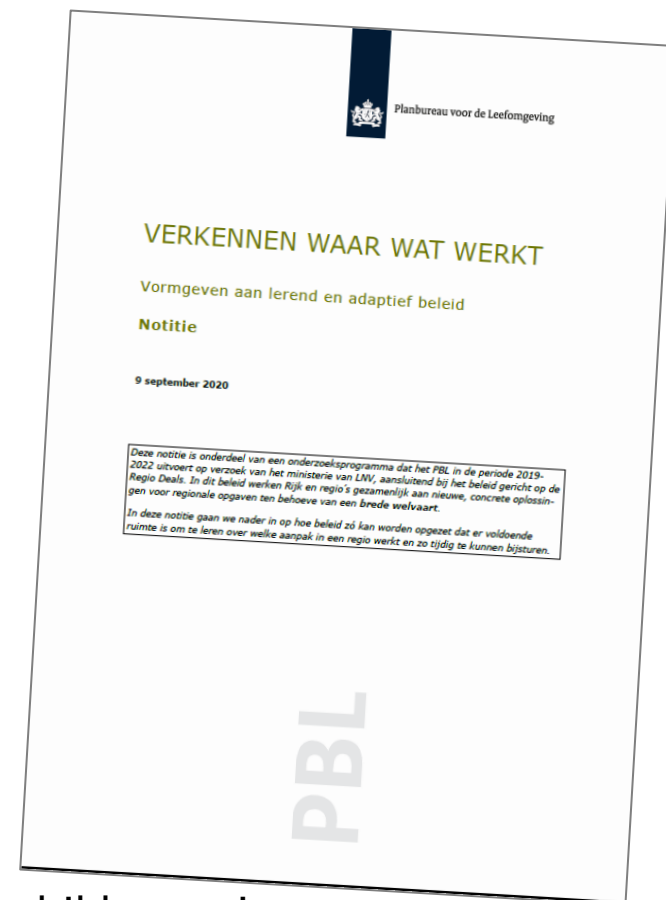 Planbureau voor de Leefomgeving
VERKENNEN WAAR WAT WERKT
Vormgeven aan lerend en adaptief beleid
Notitie
9 september 2020
Deze notitie is onderdeel van een onderzoeksprogramma dat het PBL in de periode 2019-
2022 uitvoert op verzoek van het ministerie van LNV, aansluitend bij het beleid gericht op de
Regio Deals. In dit beleid werken Rijk en regio's gezamenlijk aan nieuwe, concrete oplossin-
gen voor regionale opgaven ten behoeve van een brede welvaart.
In deze notitie gaan we nader in op hoe beleid zó kan worden opgezet dat er voldoende
ruimte is om te leren over welke aanpak in een regio werkt en zo tijdig te kunnen bijsturen.
PBL